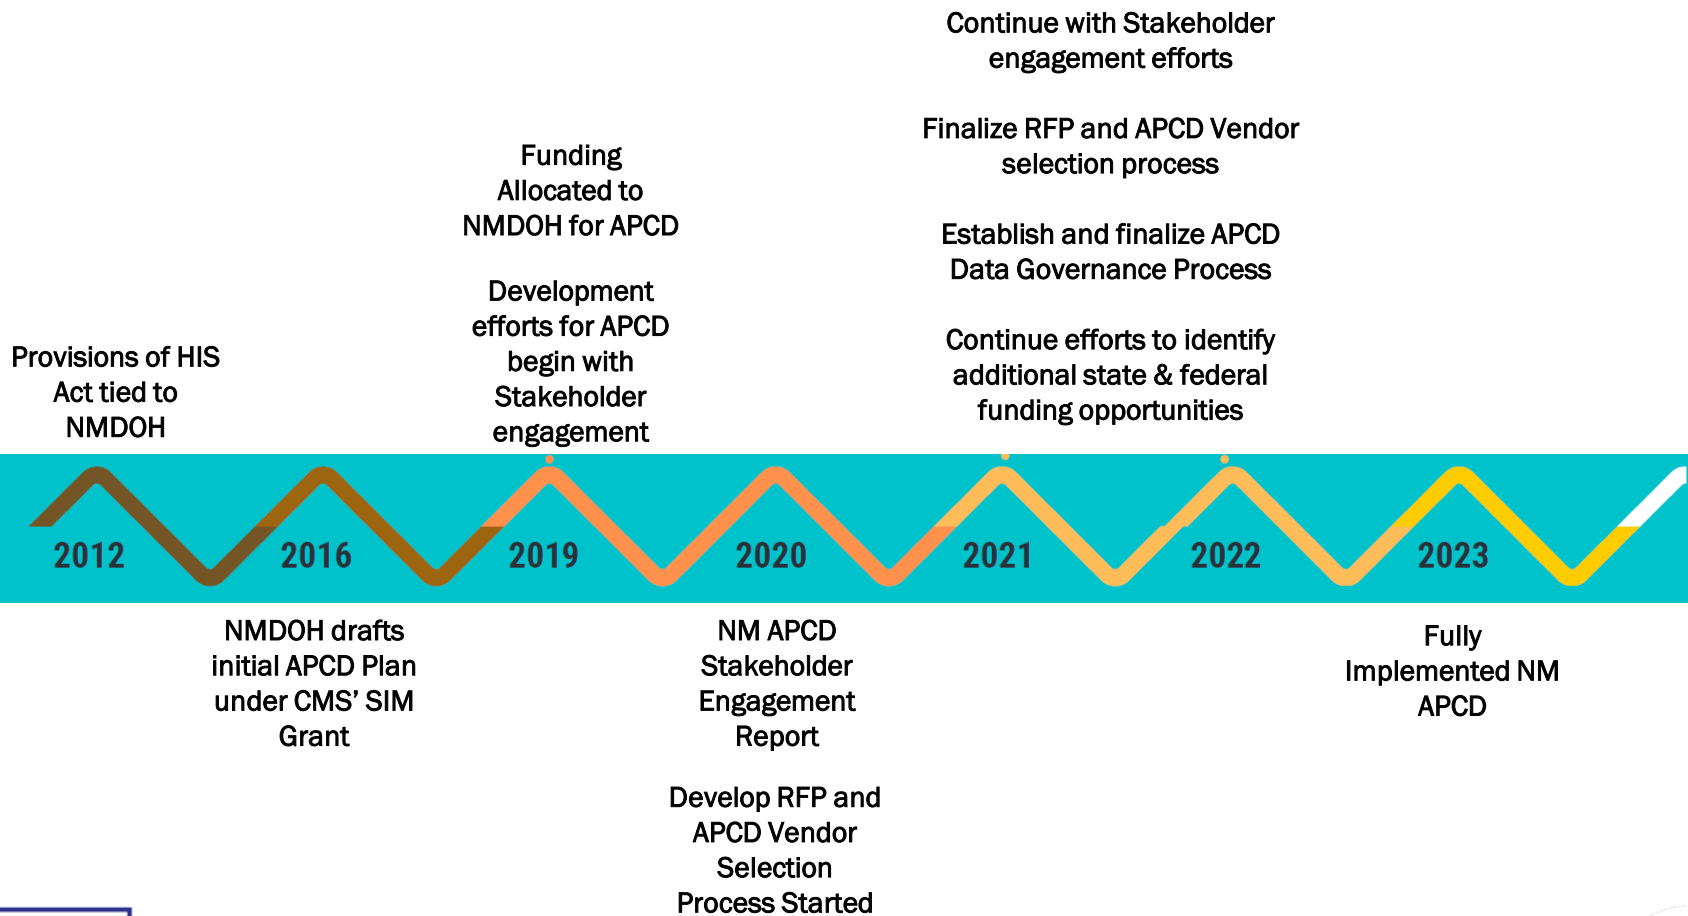 Continue with Stakeholder
engagement efforts
Finalize RFP and APCD Vendor
selection process
Establish and finalize APCD
Data Governance Process
Continue efforts to identify
additional state & federal
funding opportunities
Funding
Allocated to
NMDOH for APCD
Development
efforts for APCD
begin with
Stakeholder
engagement
Provisions of HIS
Act tied to
NMDOH
2012 2016 2019 2020 2021 2022 2023
NMDOH drafts
initial APCD Plan
under CMS’ SIM
Grant
NM APCD
Stakeholder
Engagement
Report
Develop RFP and
APCD Vendor
Selection
Process Started
Fully
Implemented NM
APCD